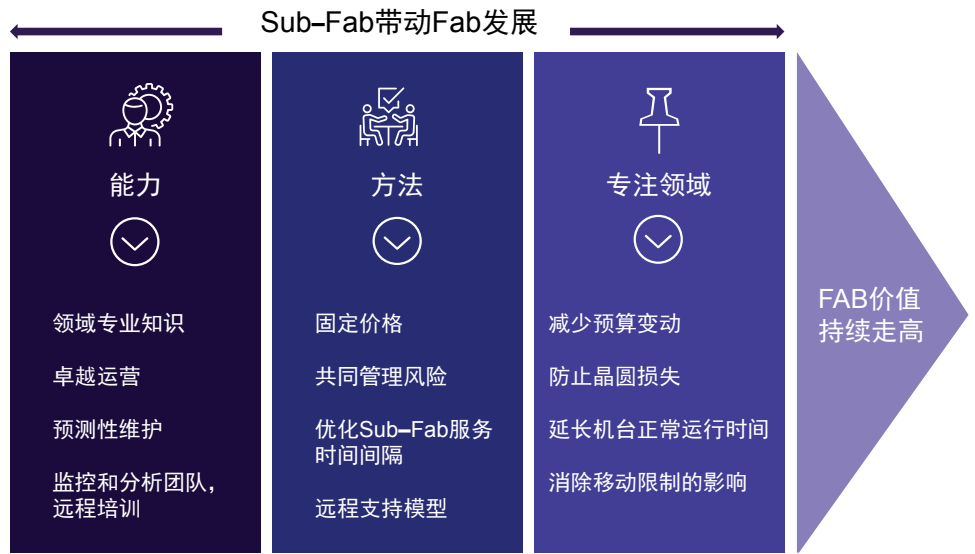 Sub–Fab带动Fab发展
能力
领域专业知识
卓越运营
预测性维护
监控和分析团队，
远程培训
方法
固定价格
共同管理风险
优化Sub–Fab服务
时间间隔
远程支持模型
专注领域
减少预算变动
防止晶圆损失
延长机台正常运行时间
消除移动限制的影响
FAB价值
持续走高